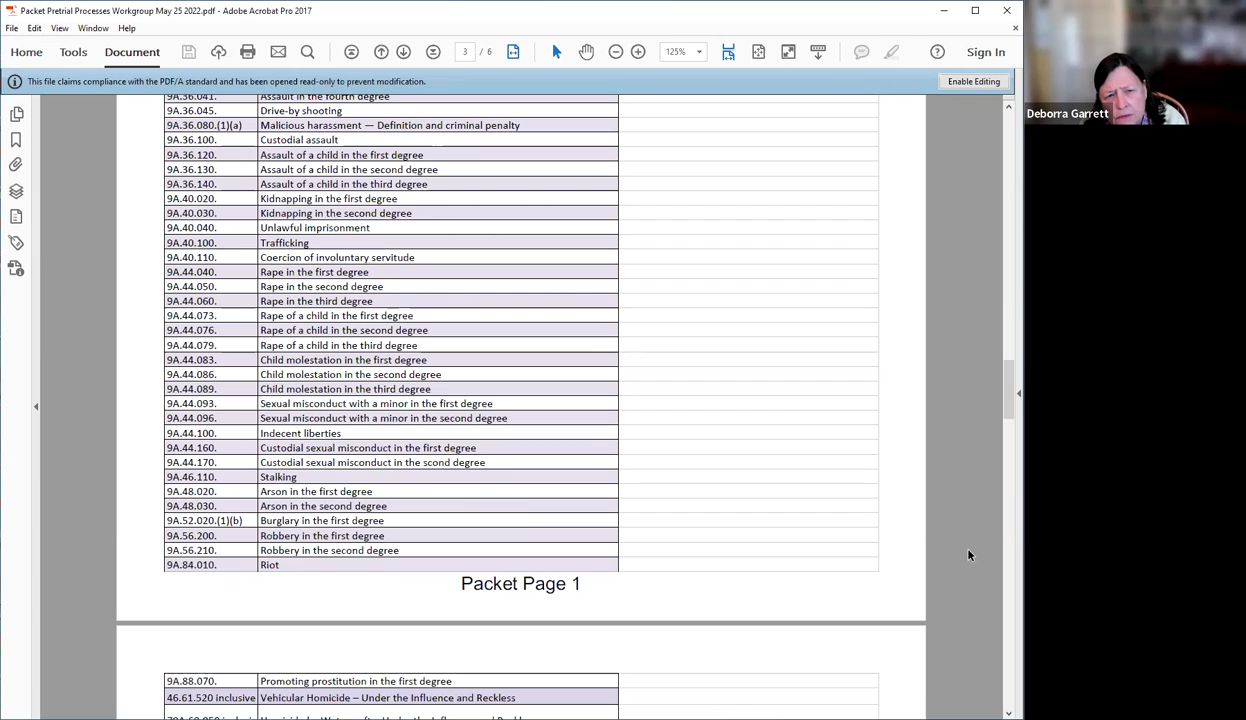 Packet Pretrial Processes Workgroup May 25 2022.pdf - Adobe Acrobat Pro 2017
File Edit View Window Help
Home Tools Document 3 / 6 125% Sign In
This file claims compliance with the PDF/A standard and has been opened read-only to prevent modification. Enable Editing
9A.36.041. Assault in the fourth degree
9A.36.045. Drive-by shooting
9A.36.080.(1)(a) Malicious harassment — Definition and criminal penalty
9A.36.100. Custodial assault
9A.36.120. Assault of a child in the first degree
9A.36.130. Assault of a child in the second degree
9A.36.140. Assault of a child in the third degree
9A.40.020. Kidnapping in the first degree
9A.40.030. Kidnapping in the second degree
9A.40.040. Unlawful imprisonment
9A.40.100. Trafficking
9A.40.110. Coercion of involuntary servitude
9A.44.040. Rape in the first degree
9A.44.050. Rape in the second degree
9A.44.060. Rape in the third degree
9A.44.073. Rape of a child in the first degree
9A.44.076. Rape of a child in the second degree
9A.44.079. Rape of a child in the third degree
9A.44.083. Child molestation in the first degree
9A.44.086. Child molestation in the second degree
9A.44.089. Child molestation in the third degree
9A.44.093. Sexual misconduct with a minor in the first degree
9A.44.096. Sexual misconduct with a minor in the second degree
9A.44.100. Indecent liberties
9A.44.160. Custodial sexual misconduct in the first degree
9A.44.170. Custodial sexual misconduct in the scond degree
9A.46.110. Stalking
9A.48.020. Arson in the first degree
9A.48.030. Arson in the second degree
9A.52.020.(1)(b) Burglary in the first degree
9A.56.200. Robbery in the first degree
9A.56.210. Robbery in the second degree
9A.84.010. Riot
Packet Page 1
9A.88.070. Promoting prostitution in the first degree
46.61.520 inclusive Vehicular Homicide – Under the Influence and Reckless
Deborra Garrett